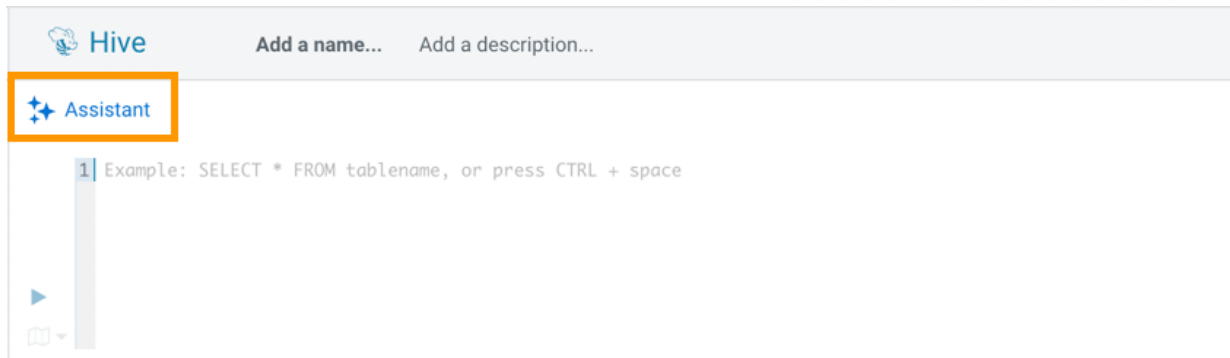 Hive Add a name... Add a description...
Assistant
1 Example: SELECT * FROM tablename, or press CTRL + space